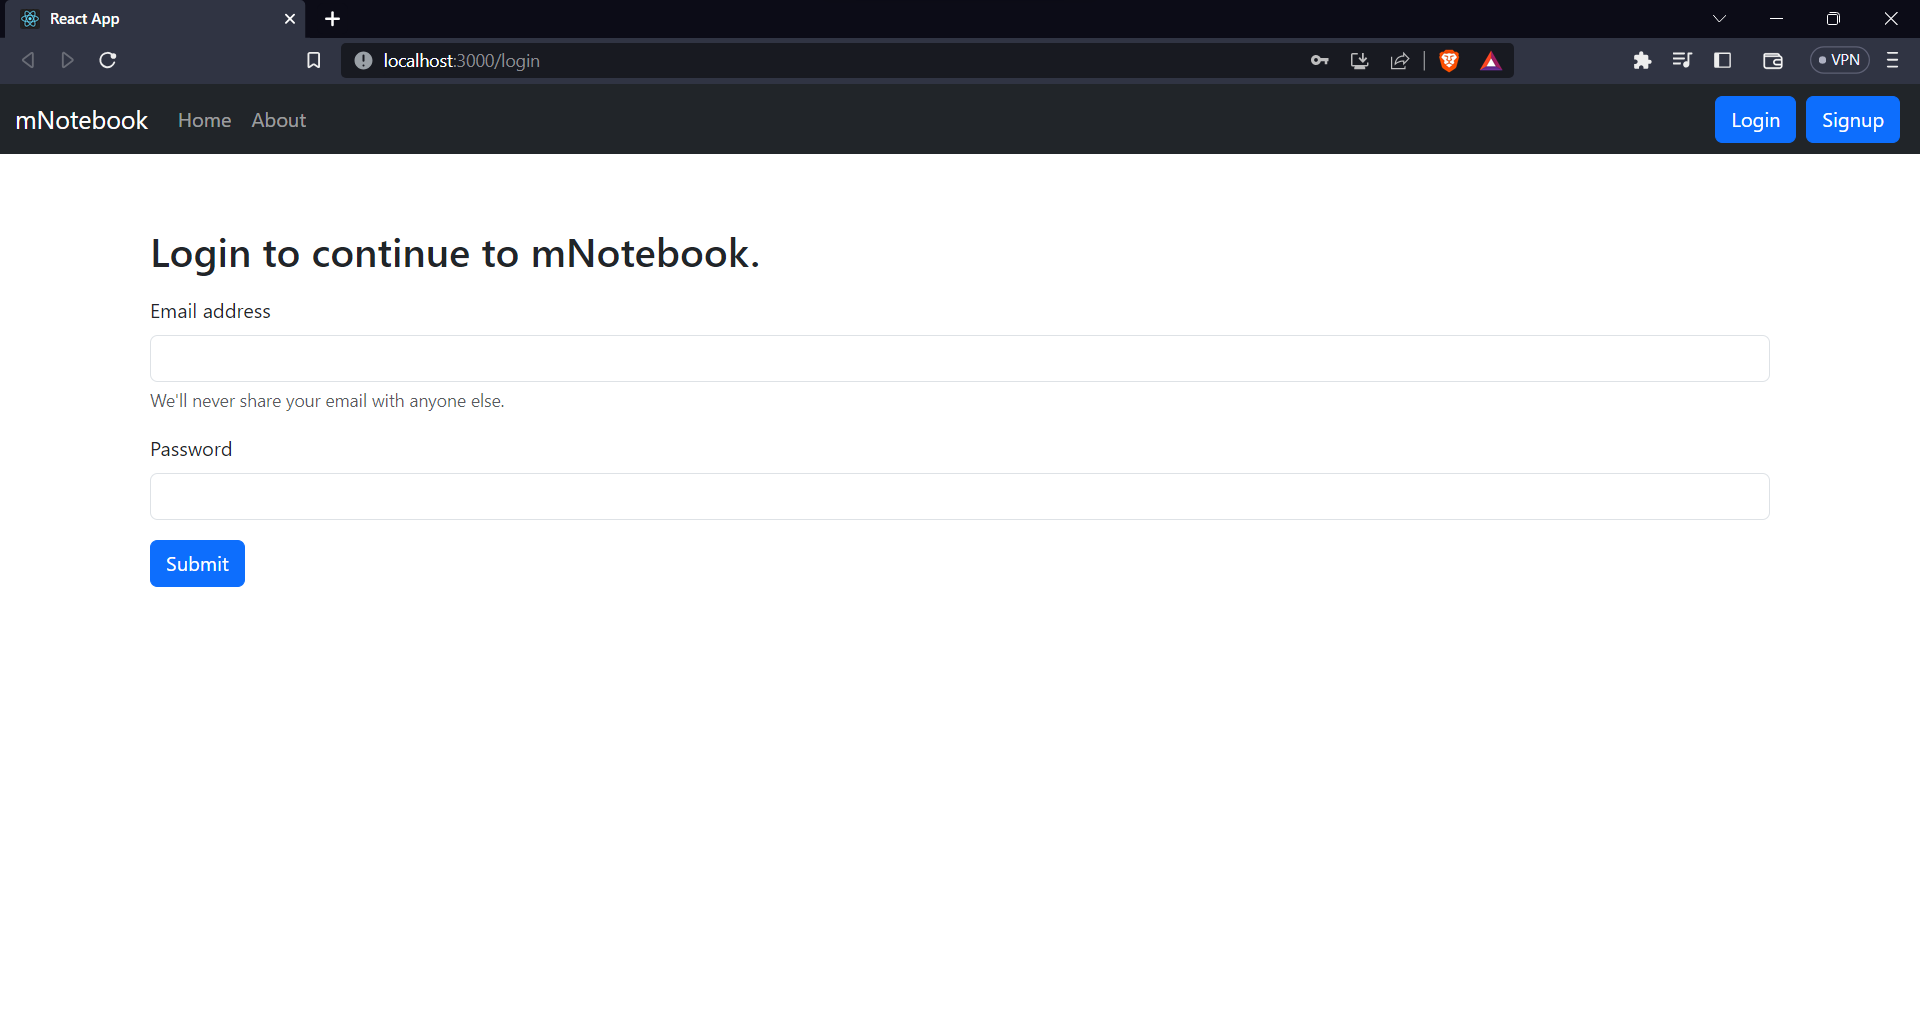 React App
localhost:3000/login
VPN
mNotebook Home About Login Signup
Login to continue to mNotebook.
Email address
We'll never share your email with anyone else.
Password
Submit